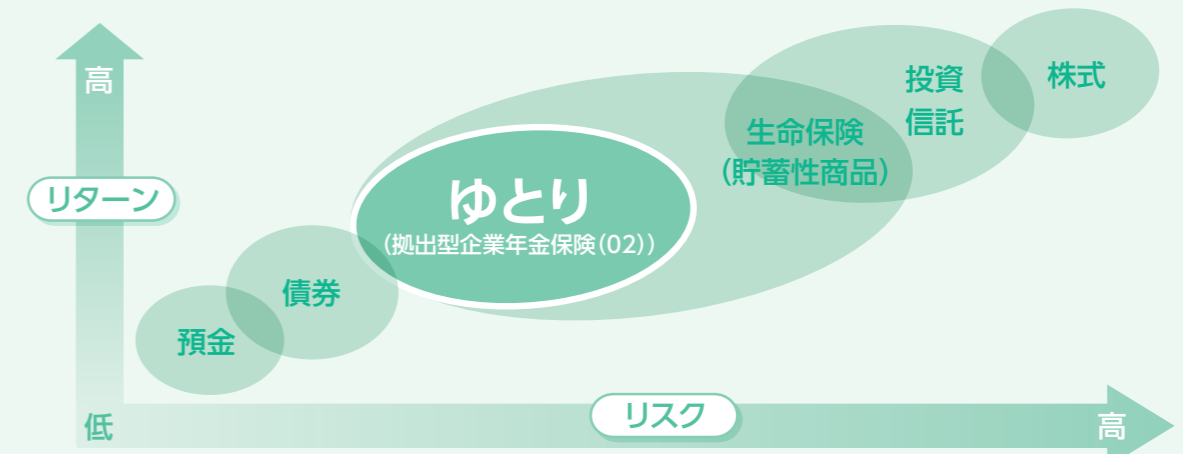 高
リターン
低
預金
債券
ゆとり
（拠出型企業年金保険（02））
生命保険
（貯蓄性商品）
投資
信託
株式
リスク
高